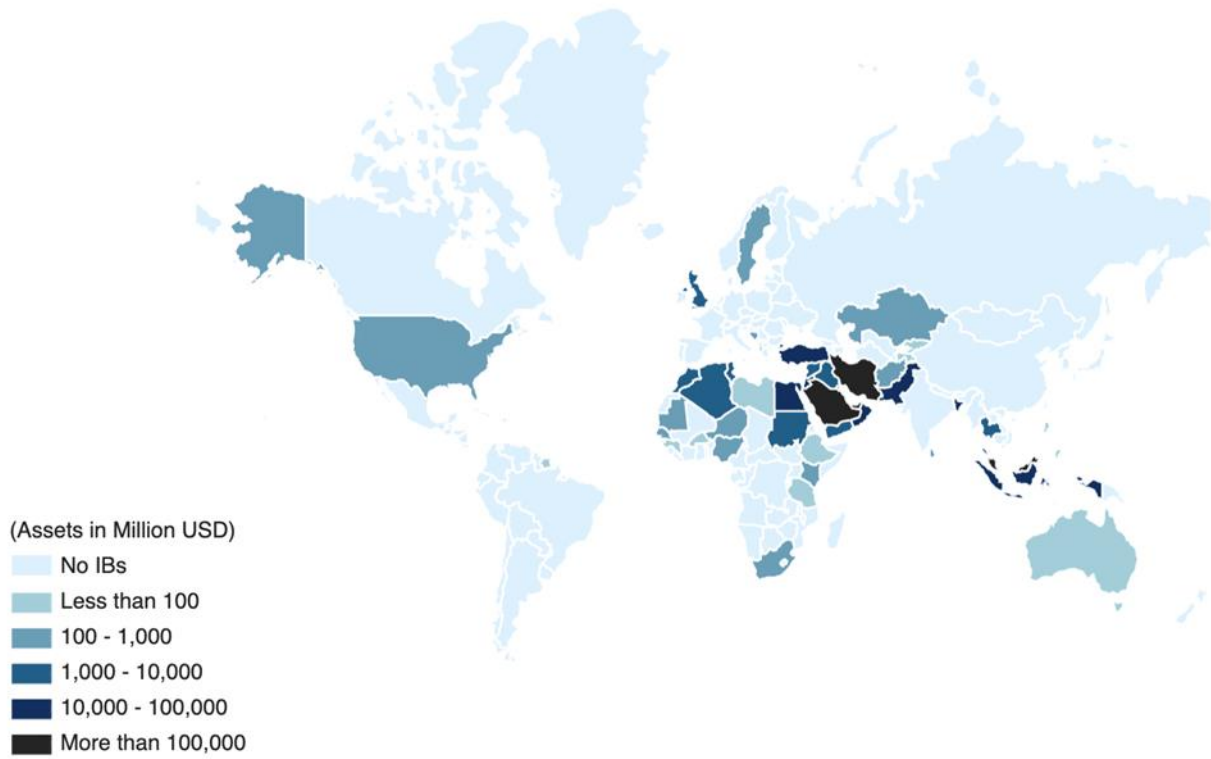 (Assets in Million USD)
No IBs
Less than 100
100 - 1,000
1,000 - 10,000
10,000 - 100,000
More than 100,000